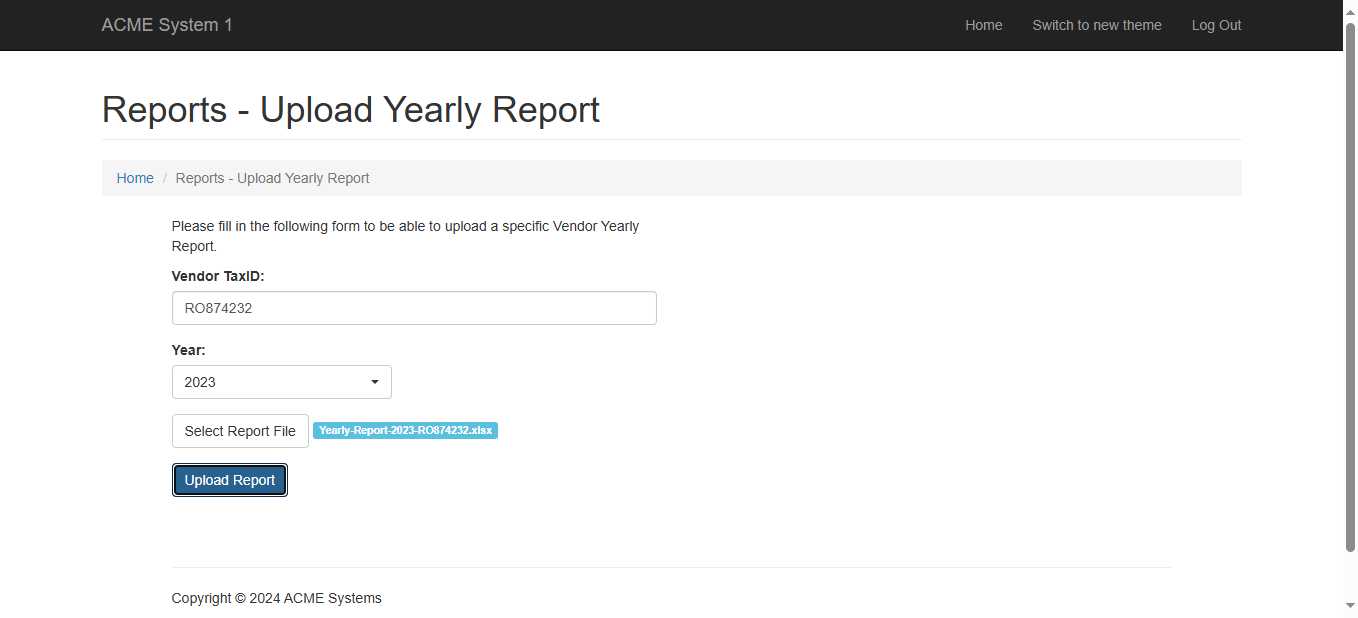 ACME System 1
Home
Switch to new theme
Log Out
Reports - Upload Yearly Report
Home / Reports - Upload Yearly Report
Please fill in the following form to be able to upload a specific Vendor Yearly
Report.
Vendor TaxID:
RO874232
Year:
2023
Select Report File
Yearly-Report-2023-RO874232.xlsx
Upload Report
Copyright © 2024 ACME Systems